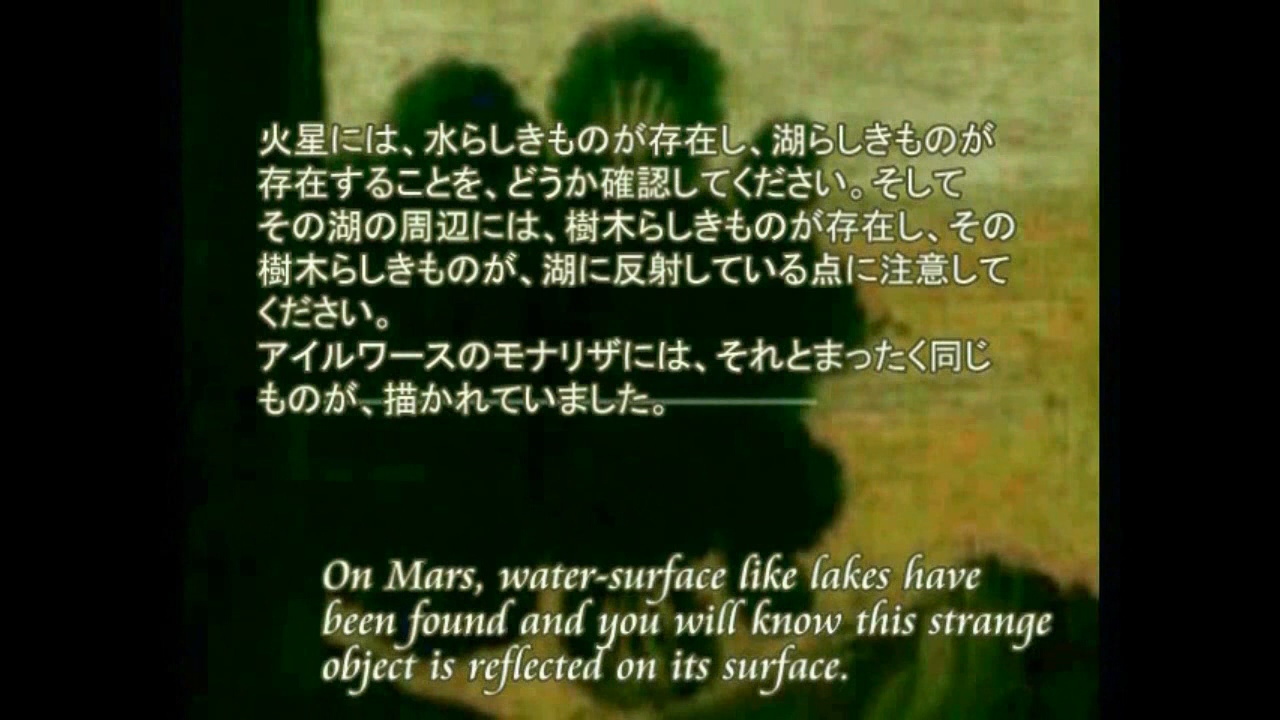 火星には、水らしきものが存在し、湖らしきものが
存在することを、どうか確認してください。そして
その湖の周辺には、樹木らしきものが存在し、その
樹木らしきものが、湖に反射している点に注意して
ください。
アイルワースのモナリザには、それとまったく同じ
ものが、描かれていました。
On Mars, water-surface like lakes have
been found and you will know this strange
object is reflected on its surface.